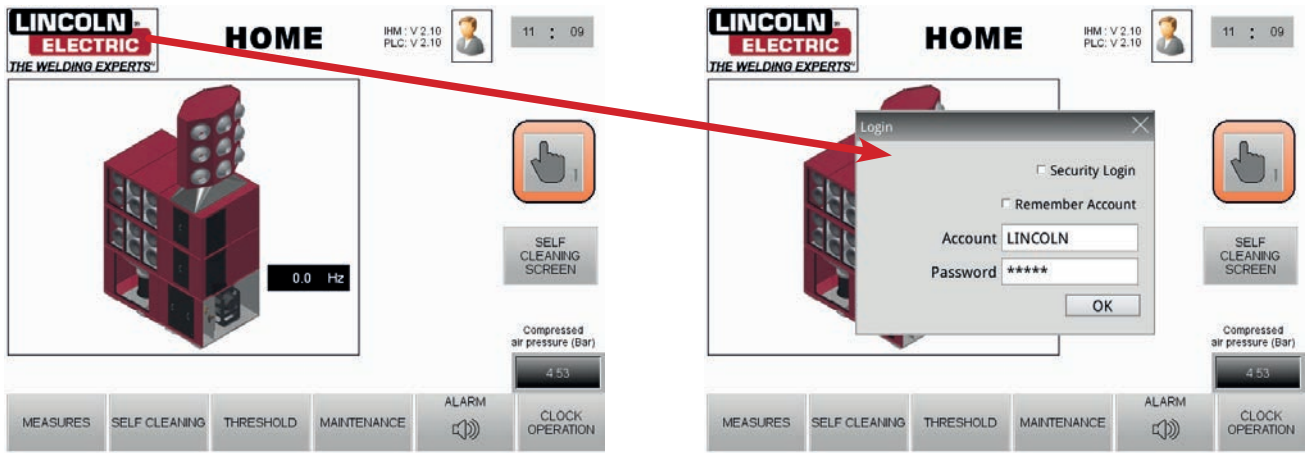 LINCOLN
ELECTRIC
THE WELDING EXPERTS
HOME
IHM : V 2.10
PLC: V 2.10
11 : 09
1
SELF
CLEANING
SCREEN
0.0 Hz
Compressed
air pressure (Bar)
4.53
MEASURES
SELF CLEANING
THRESHOLD
MAINTENANCE
ALARM
CLOCK
OPERATION
LINCOLN
ELECTRIC
THE WELDING EXPERTS
HOME
IHM : V 2.10
PLC: V 2.10
11 : 09
Login
Security Login
Remember Account
Account LINCOLN
Password *****
OK
1
SELF
CLEANING
SCREEN
Compressed
air pressure (Bar)
4.53
MEASURES
SELF CLEANING
THRESHOLD
MAINTENANCE
ALARM
CLOCK
OPERATION